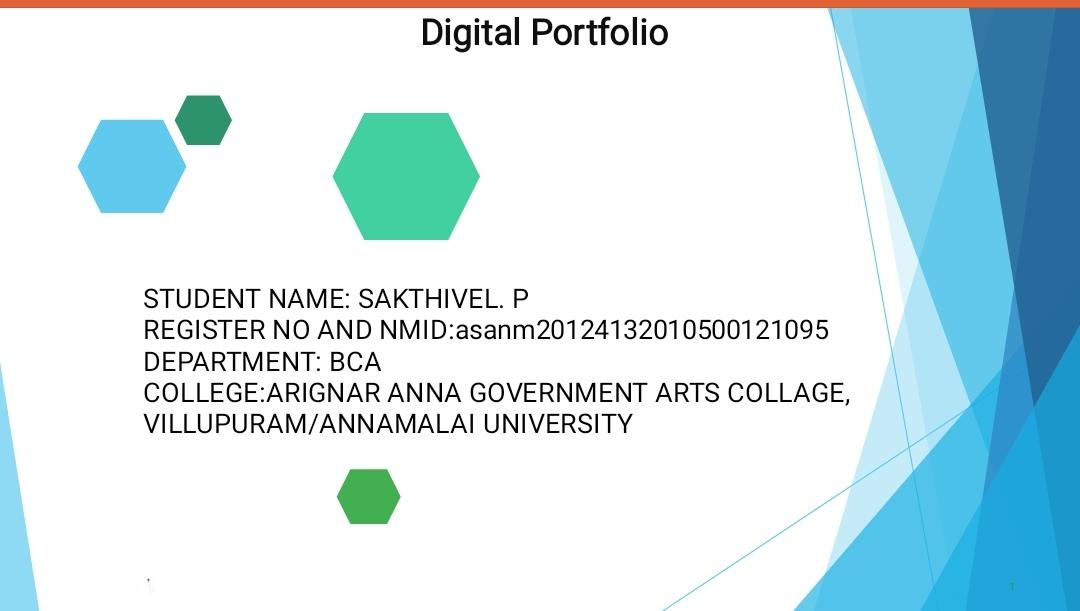 Digital Portfolio
STUDENT NAME: SAKTHIVEL. P
REGISTER NO AND NMID:asanm20124132010500121095
DEPARTMENT: BCA
COLLEGE:ARIGNAR ANNA GOVERNMENT ARTS COLLAGE,
VILLUPURAM/ANNAMALAI UNIVERSITY
1